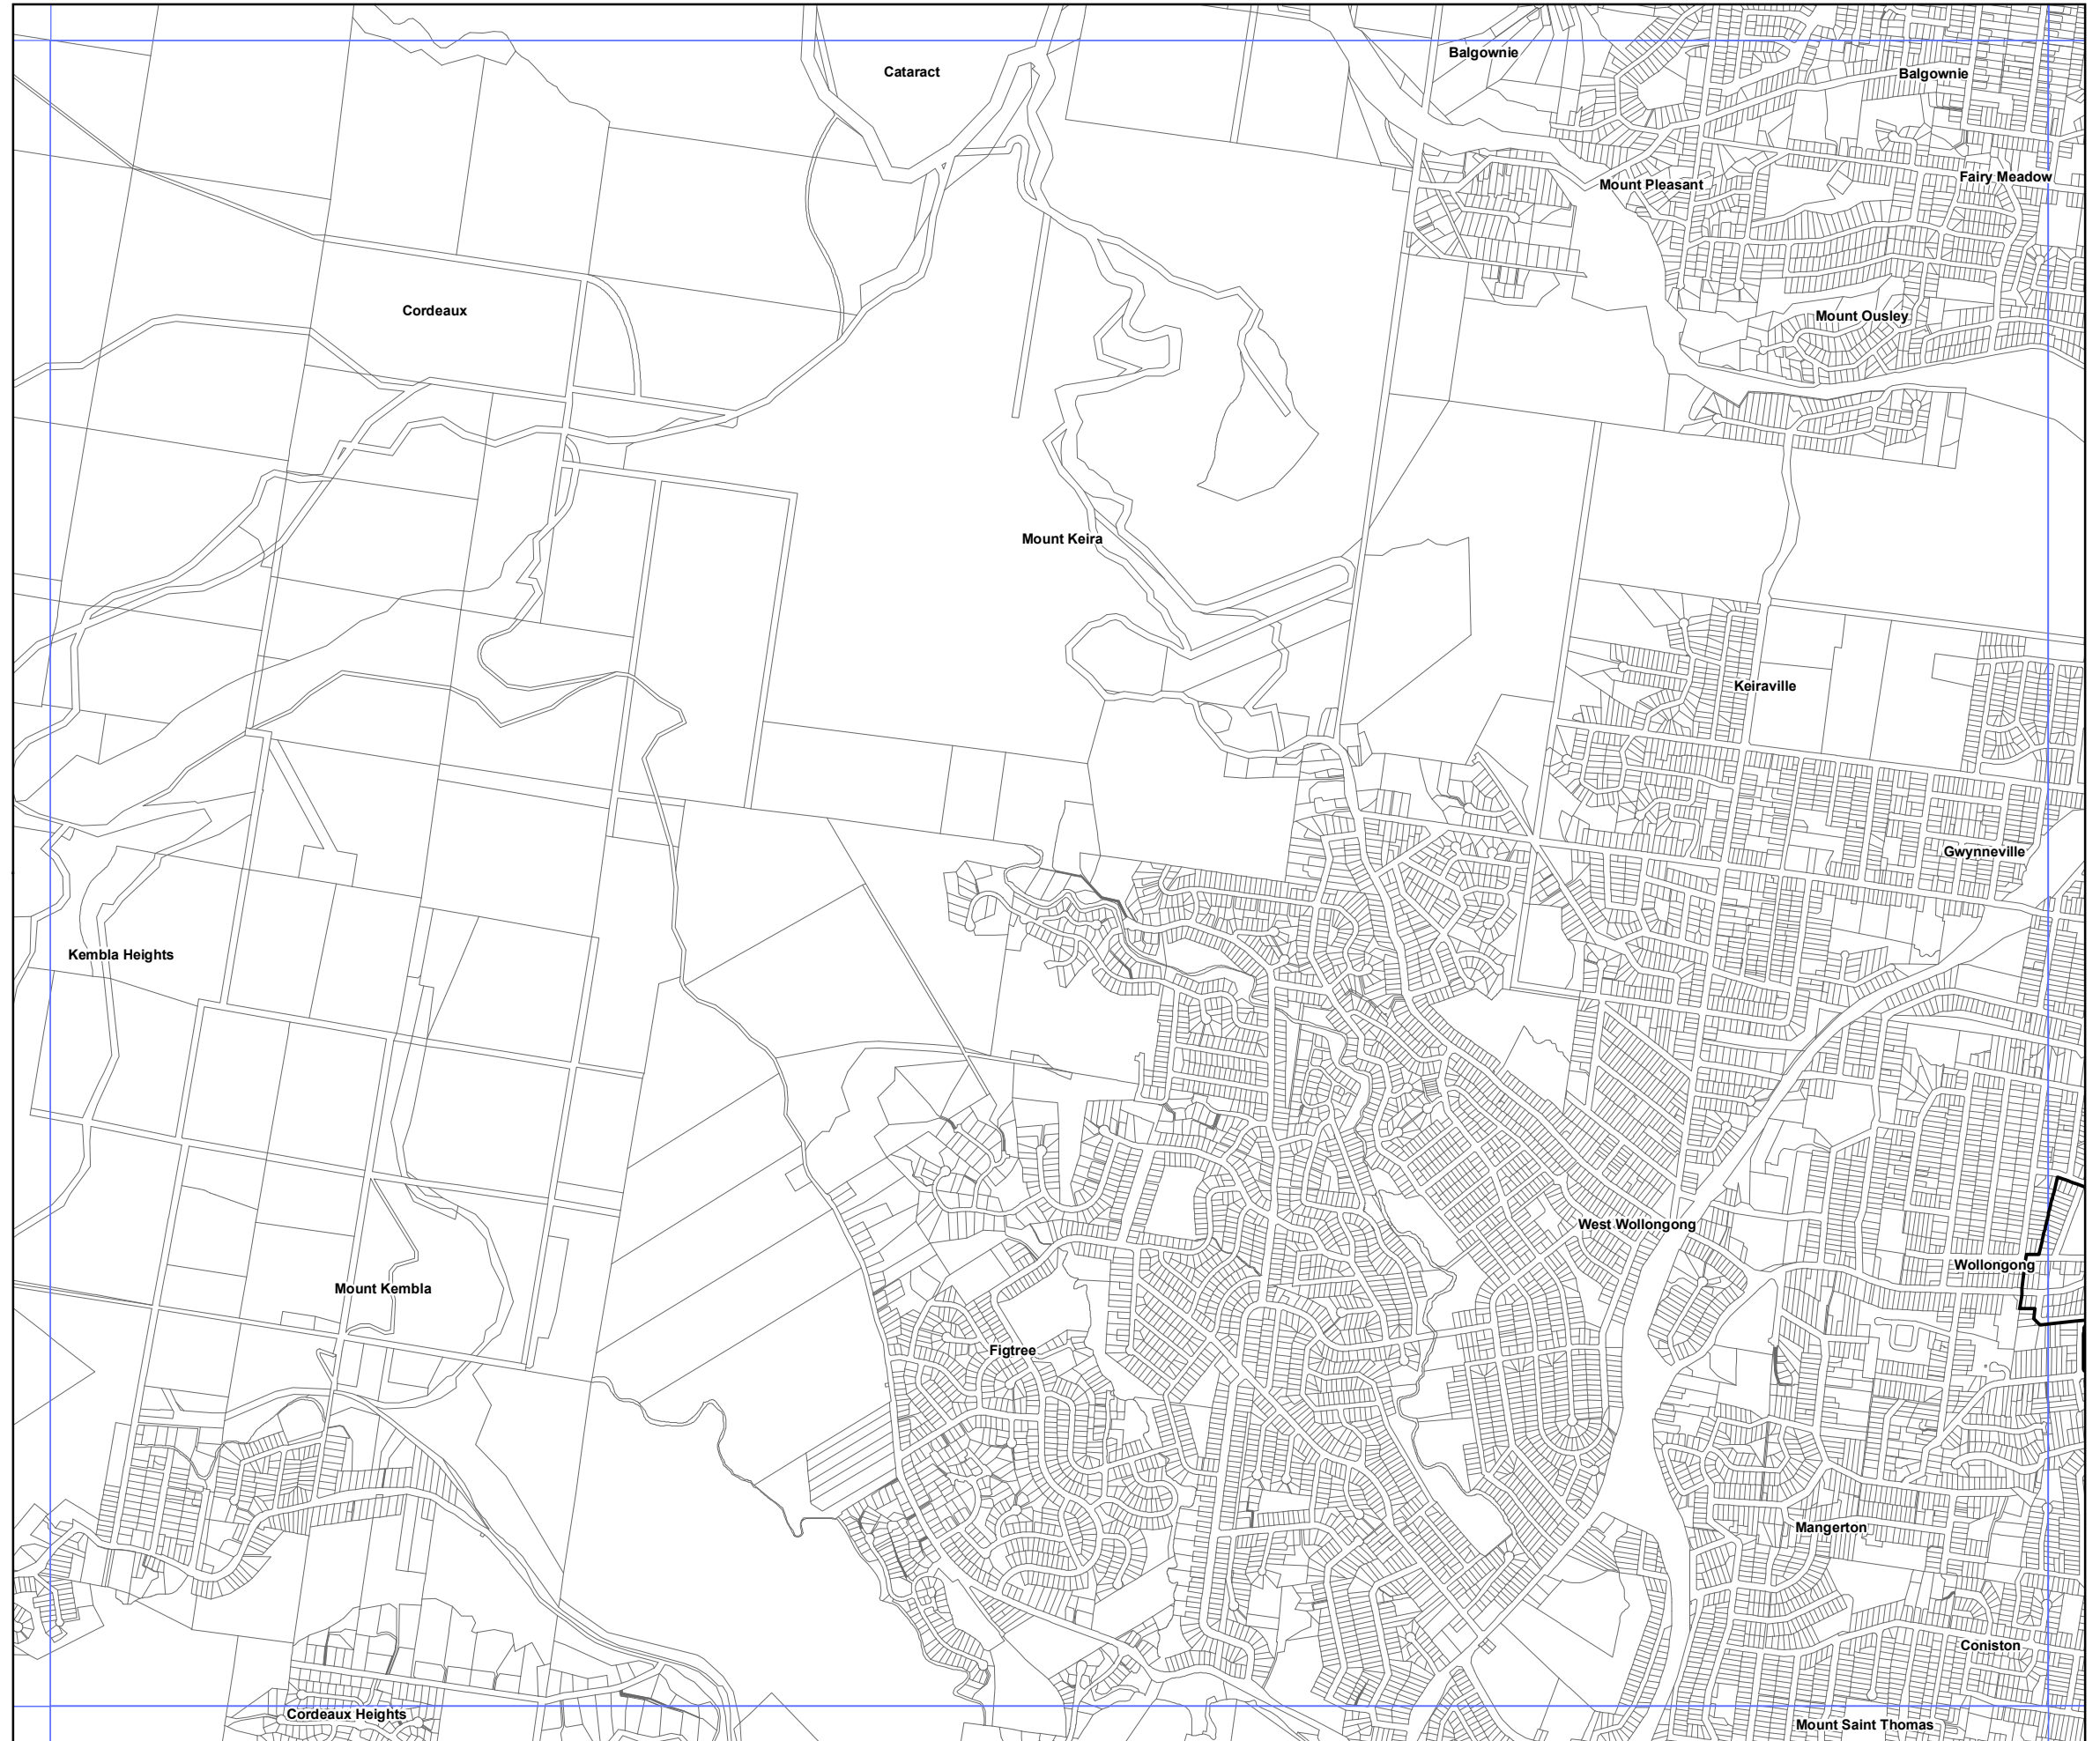 Balgownie
Cataract
Balgownie
Fairy Meadow
Mount Pleasant
Cordeaux
Mount Ousley
Mount Keira
Keiraville
Gwynneville
Kembla Heights
West Wollongong
Wollongong
Mount Kembla
Figtree
Mangerton
Coniston
Cordeaux Heights
Mount Saint Thomas